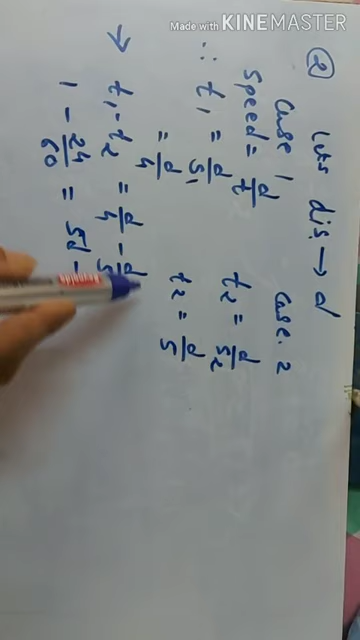 Made with KINEMASTER
② Lets dis. → d
Case 1 Case. 2
Speed = d/t t₂ = d/S₂
∴ t₁ = d/S₁ t₂ = d/5
= d/4
→ t₁ - t₂ = d/4 - d/5
1 - 24/60 = 5d -